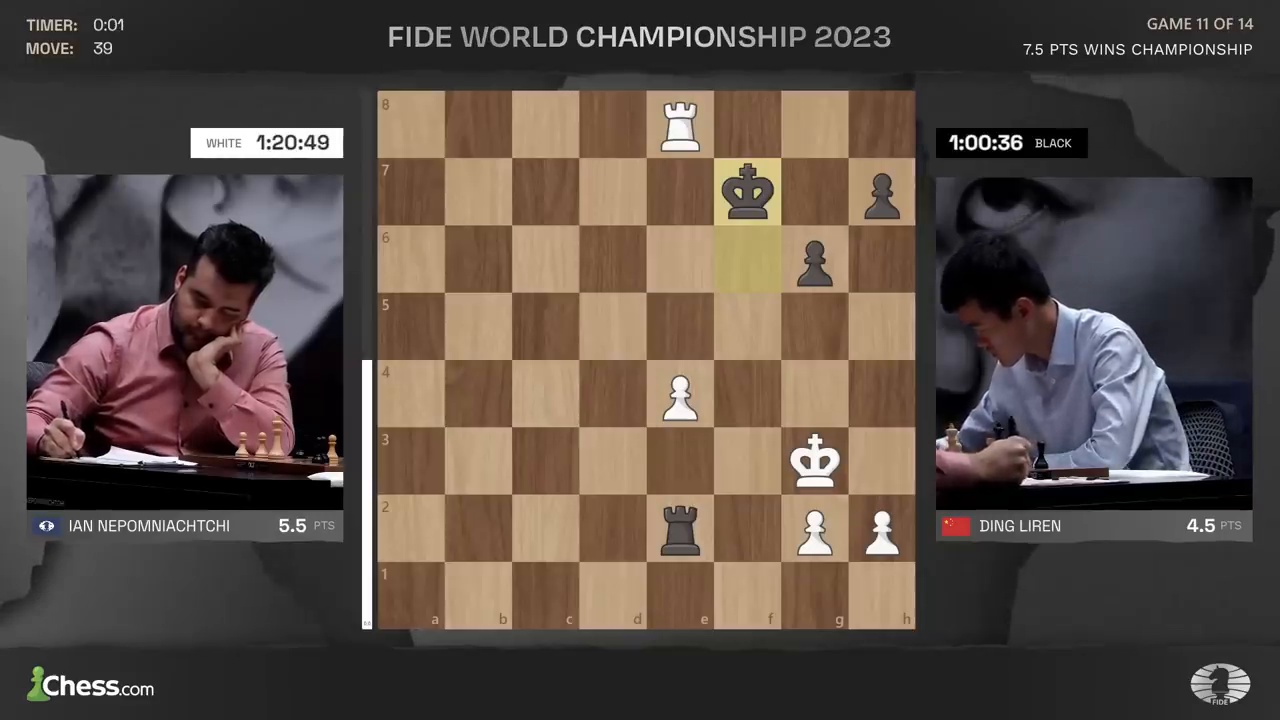 TIMER: 0:01
MOVE: 39
FIDE WORLD CHAMPIONSHIP 2023
GAME 11 OF 14
7.5 PTS WINS CHAMPIONSHIP
WHITE 1:20:49
1:00:36 BLACK
8
7
6
5
4
3
2
1
a b c d e f g h
IAN NEPOMNIACHTCHI 5.5 PTS
DING LIREN 4.5 PTS
Chess.com
FIDE